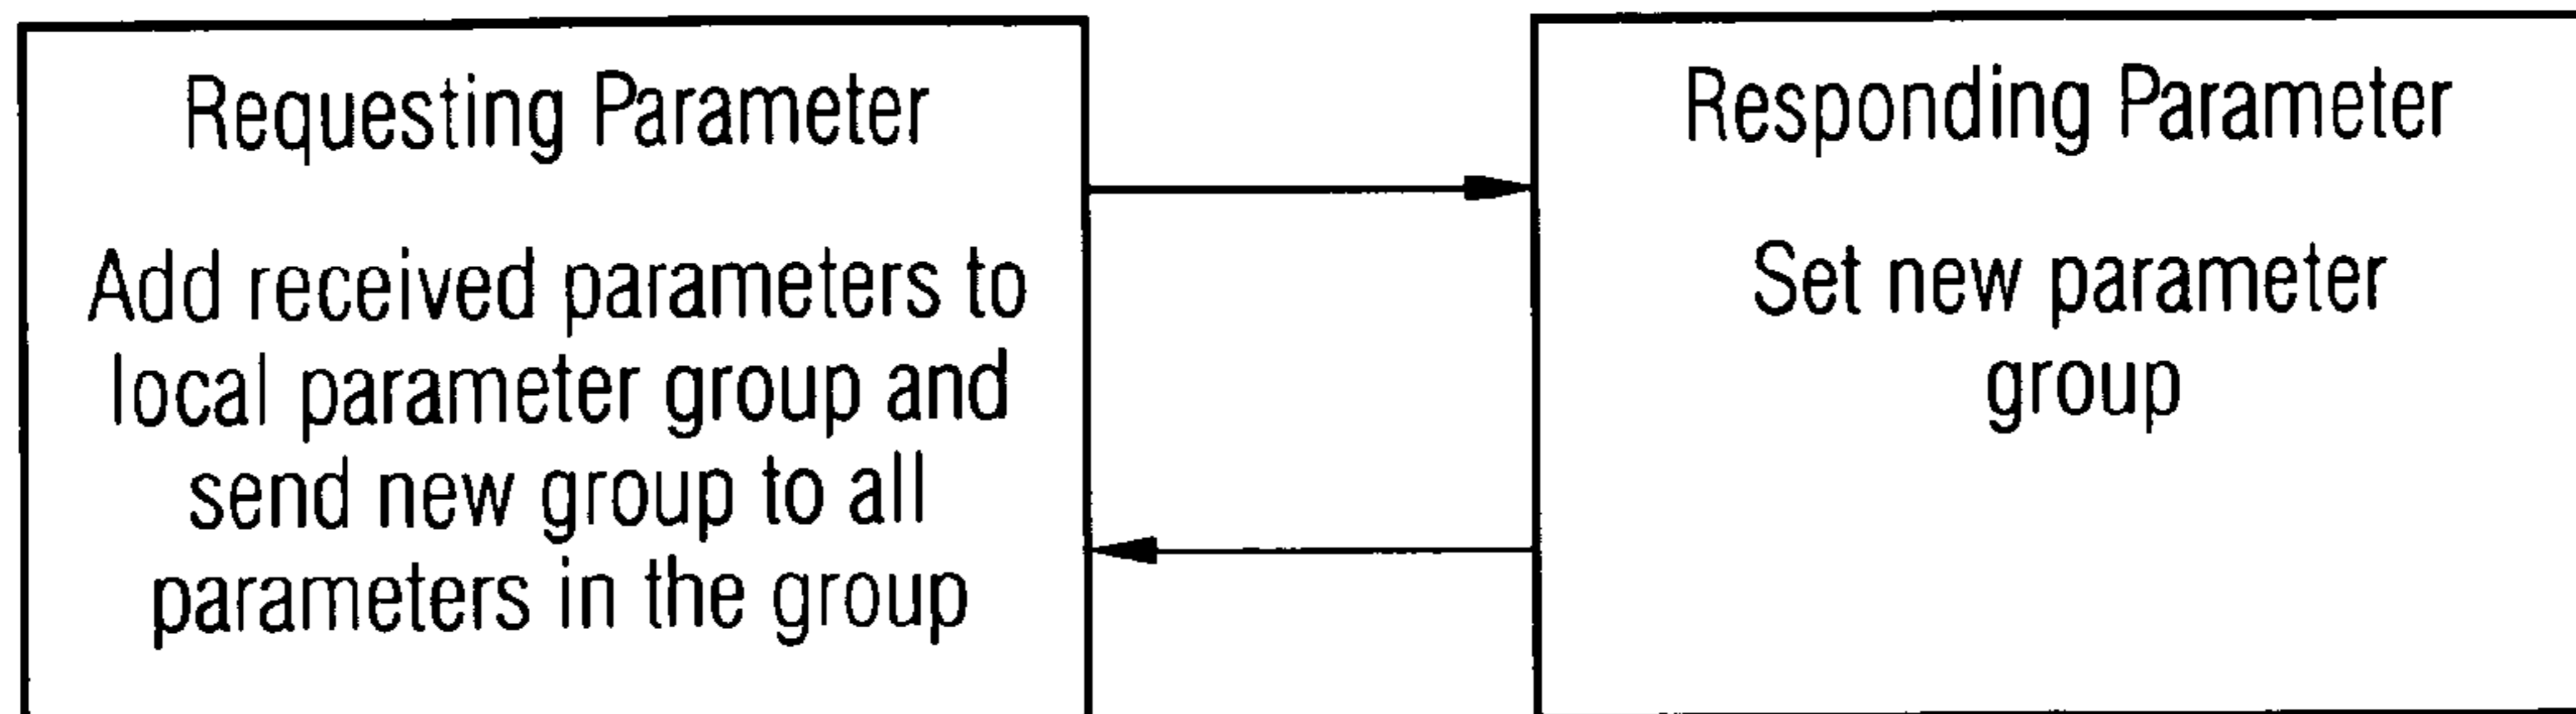 Requesting Parameter
Add received parameters to
local parameter group and
send new group to all
parameters in the group
Responding Parameter
Set new parameter
group